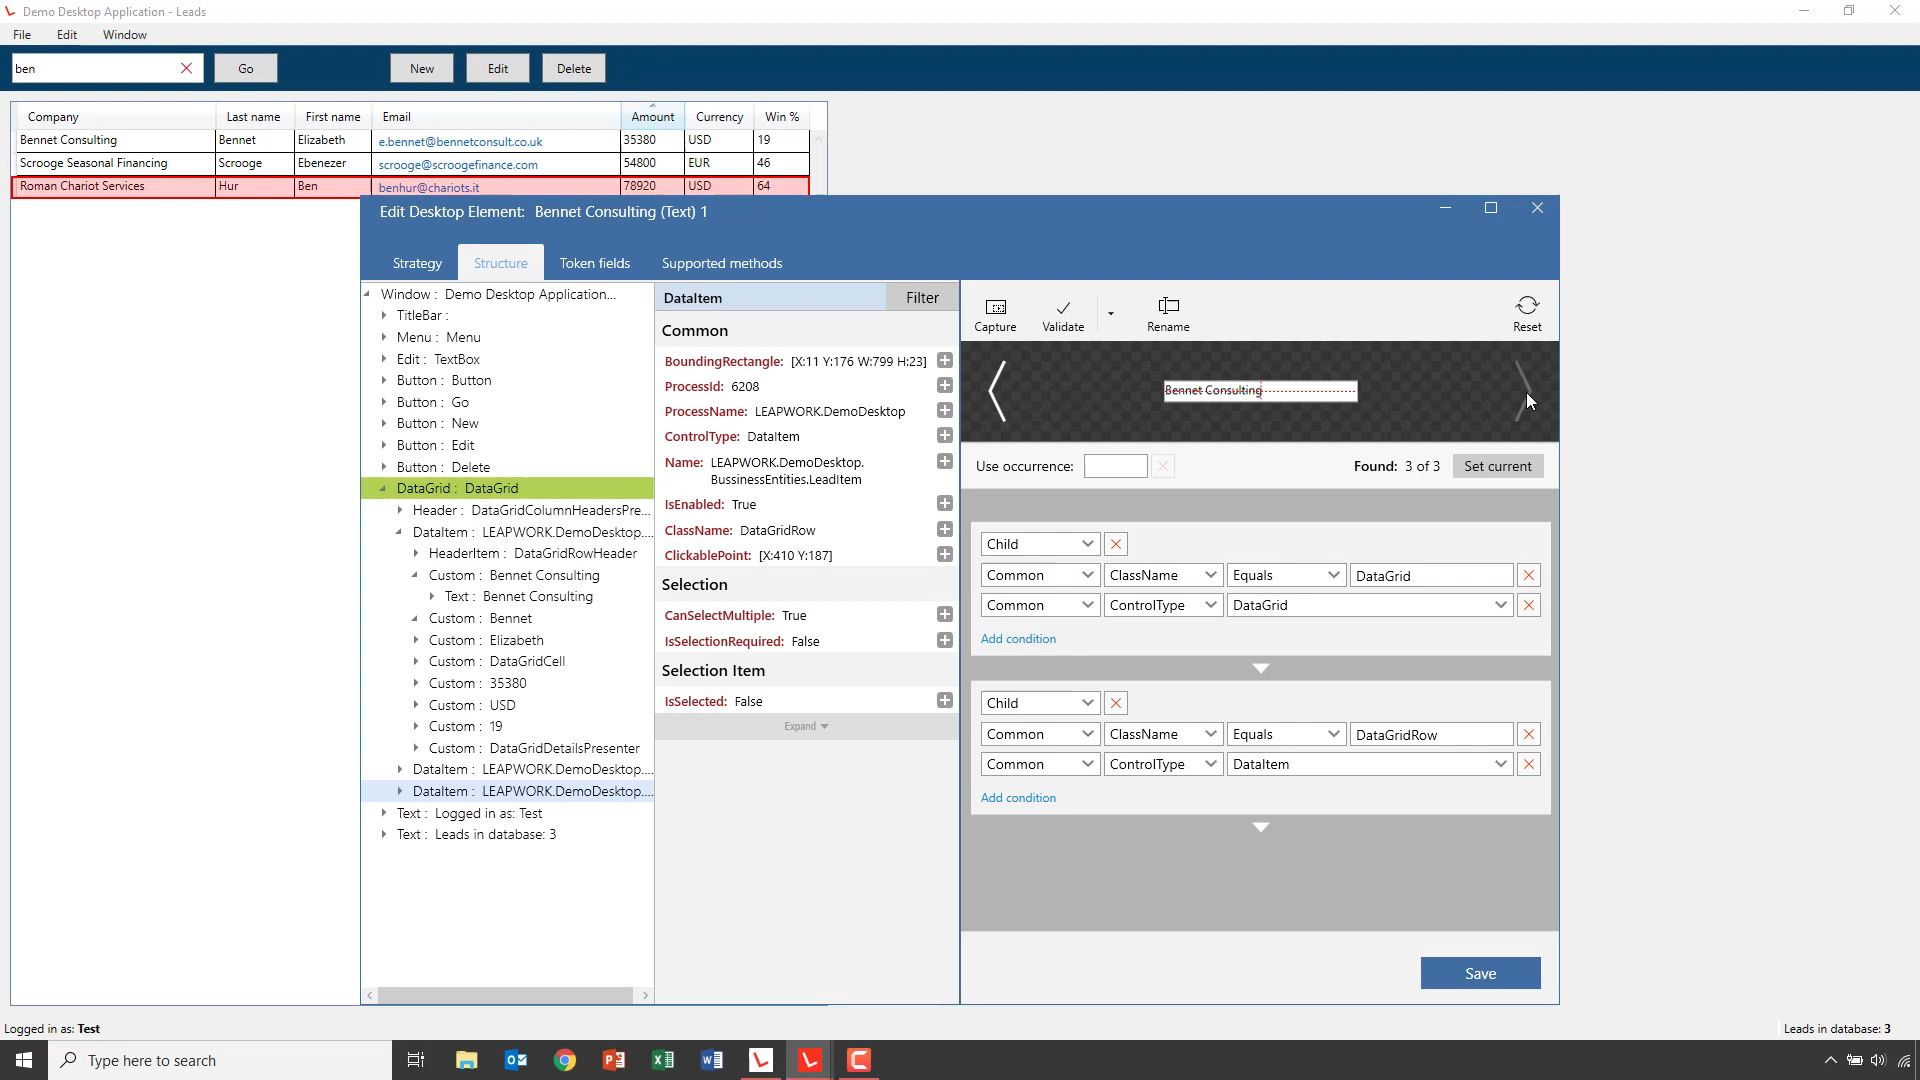 Demo Desktop Application - Leads
File Edit Window
ben Go New Edit Delete
Company Last name First name Email Amount Currency Win %
Bennet Consulting Bennet Elizabeth e.bennet@bennetconsult.co.uk 35380 USD 19
Scrooge Seasonal Financing Scrooge Ebenezer scrooge@scroogefinance.com 54800 EUR 46
Roman Chariot Services Hur Ben benhur@chariots.it 78920 USD 64
Edit Desktop Element: Bennet Consulting (Text) 1
Strategy Structure Token fields Supported methods
Window : Demo Desktop Application...
TitleBar :
Menu : Menu
Edit : TextBox
Button : Button
Button : Go
Button : New
Button : Edit
Button : Delete
DataGrid : DataGrid
Header : DataGridColumnHeadersPre...
DataItem : LEAPWORK.DemoDesktop....
HeaderItem : DataGridRowHeader
Custom : Bennet Consulting
Text : Bennet Consulting
Custom : Bennet
Custom : Elizabeth
Custom : DataGridCell
Custom : 35380
Custom : USD
Custom : 19
Custom : DataGridDetailsPresenter
DataItem : LEAPWORK.DemoDesktop....
DataItem : LEAPWORK.DemoDesktop....
Text : Logged in as: Test
Text : Leads in database: 3
DataItem Filter
Common
BoundingRectangle: [X:11 Y:176 W:799 H:23]
ProcessId: 6208
ProcessName: LEAPWORK.DemoDesktop
ControlType: DataItem
Name: LEAPWORK.DemoDesktop.
BussinessEntities.LeadItem
IsEnabled: True
ClassName: DataGridRow
ClickablePoint: [X:410 Y:187]
Selection
CanSelectMultiple: True
IsSelectionRequired: False
Selection Item
IsSelected: False
Expand
Capture Validate Rename Reset
Bennet Consulting
Use occurrence: Found: 3 of 3 Set current
Child
Common ClassName Equals DataGrid
Common ControlType DataGrid
Add condition
Child
Common ClassName Equals DataGridRow
Common ControlType DataItem
Add condition
Save
Logged in as: Test Leads in database: 3
Type here to search